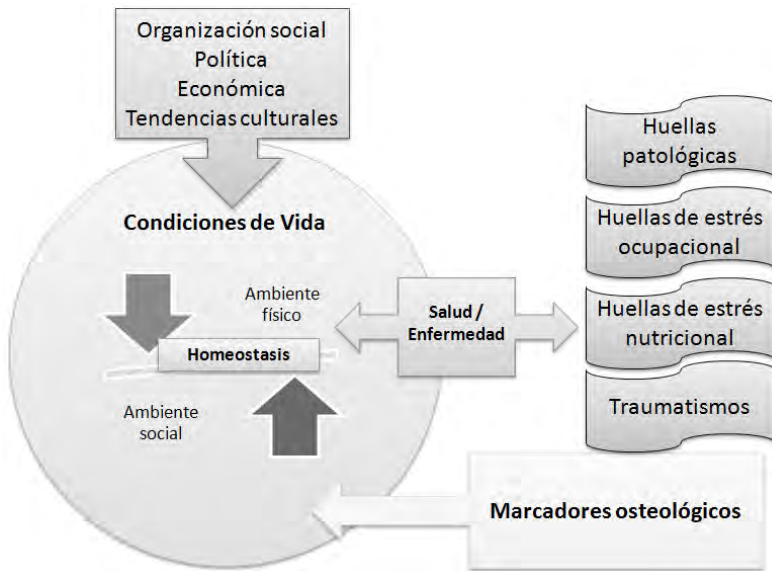 Organización social
Política
Económica
Tendencias culturales
Condiciones de Vida
Ambiente
físico
Homeostasis
Ambiente
social
Salud /
Enfermedad
Huellas
patológicas
Huellas de estrés
ocupacional
Huellas de estrés
nutricional
Traumatismos
Marcadores osteológicos